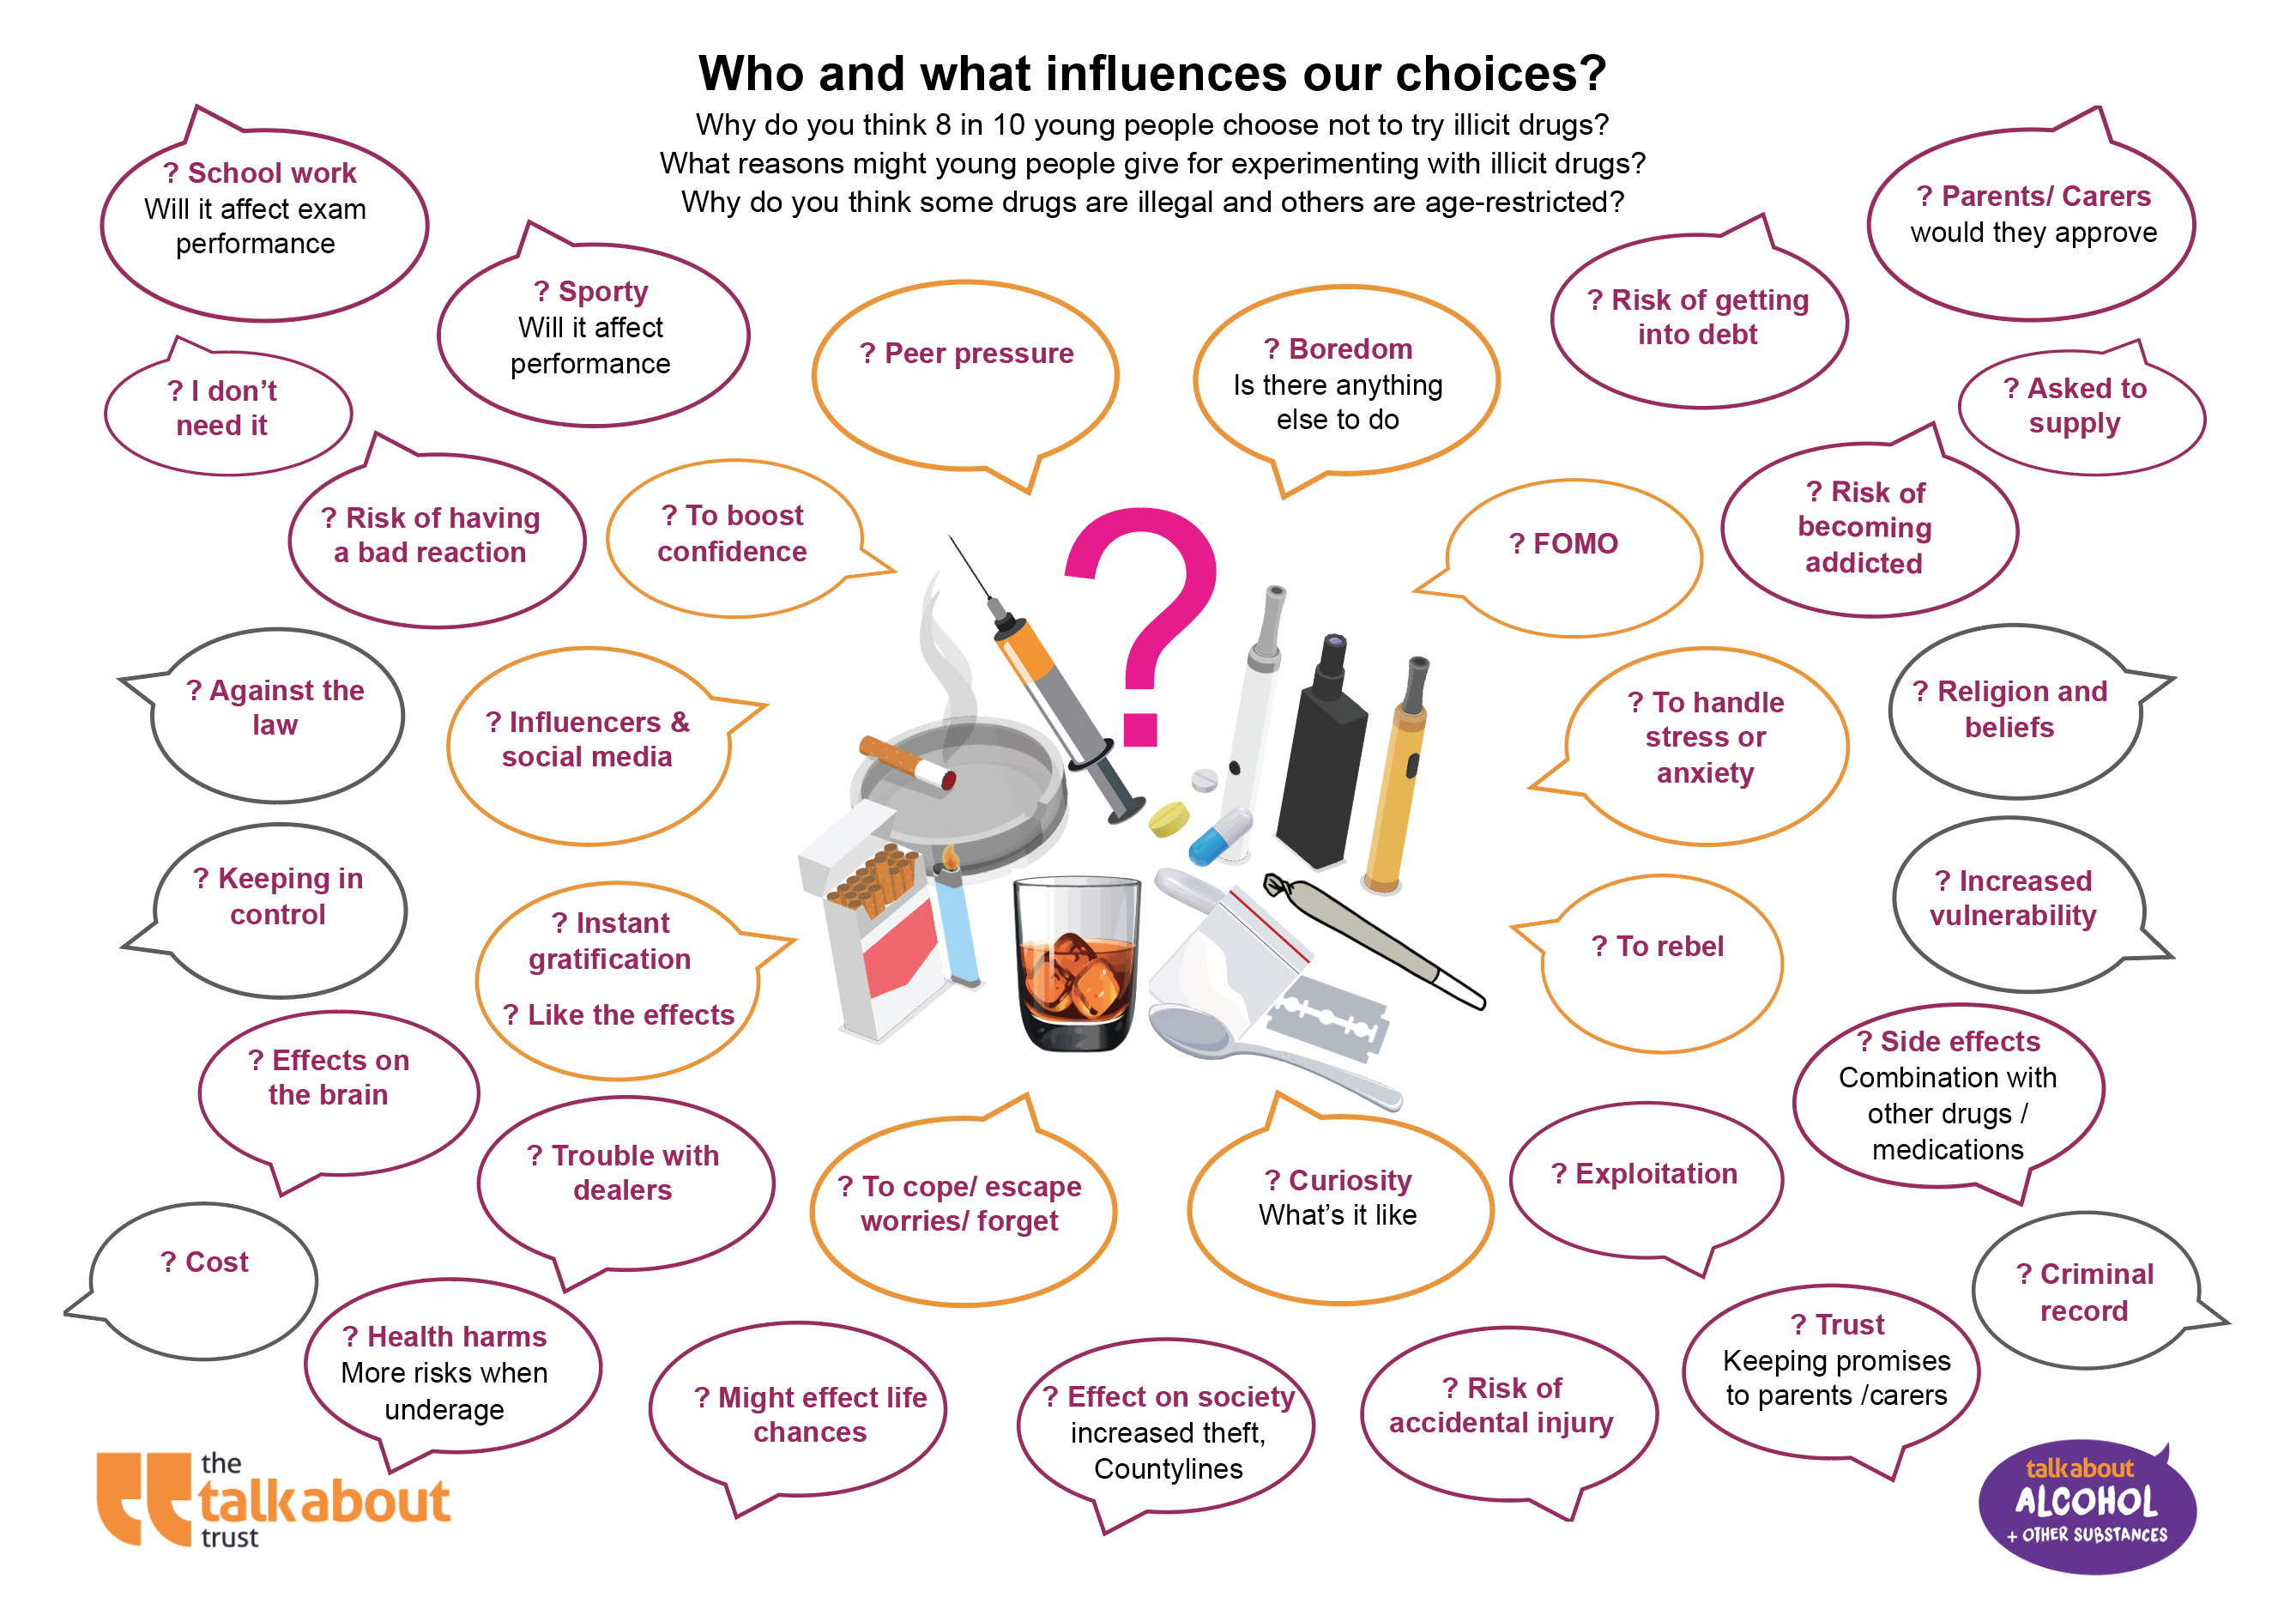 Who and what influences our choices?
Why do you think 8 in 10 young people choose not to try illicit drugs?
What reasons might young people give for experimenting with illicit drugs?
Why do you think some drugs are illegal and others are age-restricted?
? School work
Will it affect exam
performance
? Sporty
Will it affect
performance
? Peer pressure
? Boredom
Is there anything
else to do
? Risk of getting
into debt
? Parents/ Carers
would they approve
? I don’t
need it
? Asked to
supply
? Risk of having
a bad reaction
? To boost
confidence
? FOMO
? Risk of
becoming
addicted
? Against the
law
? Influencers &
social media
? To handle
stress or
anxiety
? Religion and
beliefs
? Keeping in
control
? Instant
gratification
? Like the effects
? To rebel
? Increased
vulnerability
? Effects on
the brain
? Trouble with
dealers
? To cope/ escape
worries/ forget
? Curiosity
What’s it like
? Exploitation
? Side effects
Combination with
other drugs /
medications
? Cost
? Health harms
More risks when
underage
? Might effect life
chances
? Effect on society
increased theft,
Countylines
? Risk of
accidental injury
? Trust
Keeping promises
to parents /carers
? Criminal
record
?
the
talkabout
trust
talkabout
ALCOHOL
+ OTHER SUBSTANCES